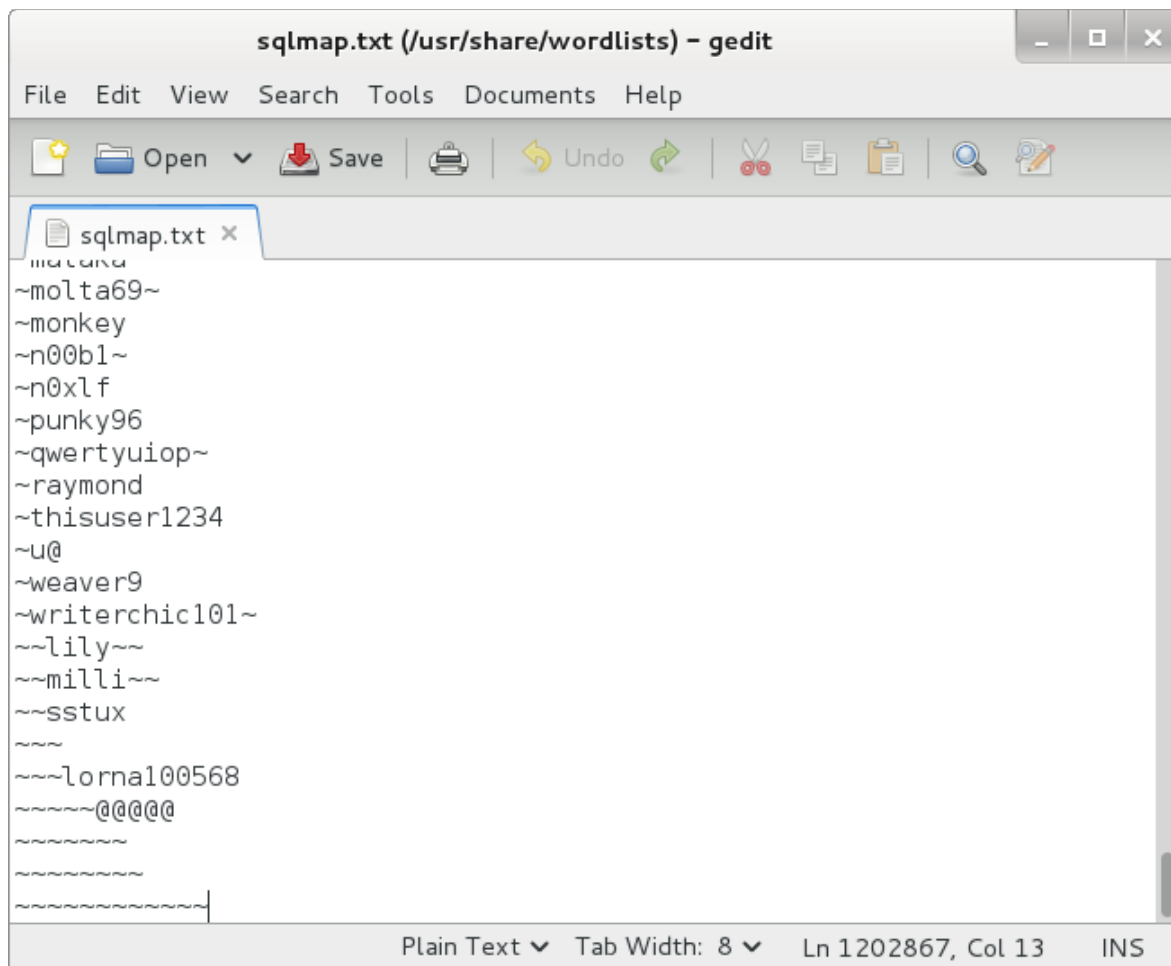 sqlmap.txt (/usr/share/wordlists) – gedit
File Edit View Search Tools Documents Help
Open Save Undo
sqlmap.txt
~molta69~
~monkey
~n00b1~
~n0xlf
~punky96
~qwertyuiop~
~raymond
~thisuser1234
~u@
~weaver9
~writerchic101~
~~lily~~
~~milli~~
~~sstux
~~~
~~~lorna100568
~~~~~@@@@@
~~~~~~~
~~~~~~~~
~~~~~~~~~~~~
Plain Text Tab Width: 8 Ln 1202867, Col 13 INS